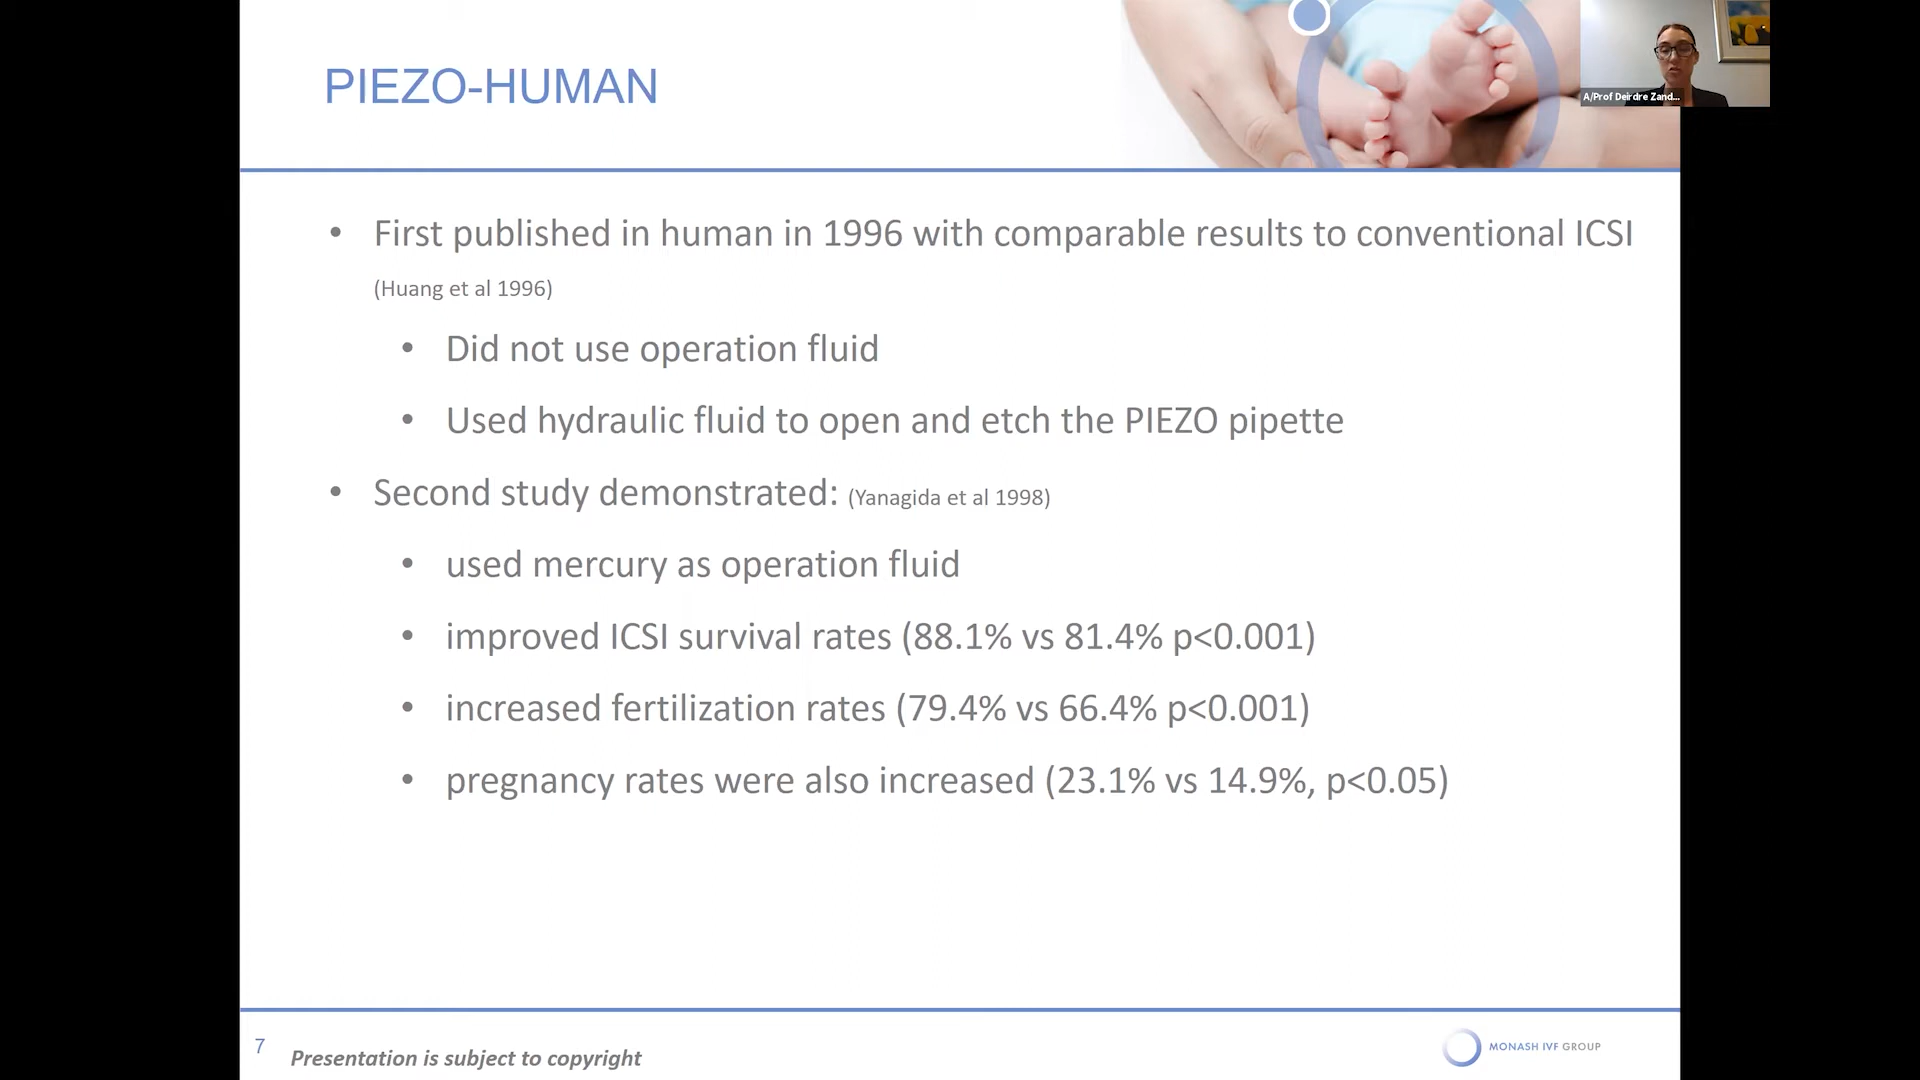 PIEZO-HUMAN
A/Prof Deirdre Zand...
• First published in human in 1996 with comparable results to conventional ICSI
(Huang et al 1996)
• Did not use operation fluid
• Used hydraulic fluid to open and etch the PIEZO pipette
• Second study demonstrated: (Yanagida et al 1998)
• used mercury as operation fluid
• improved ICSI survival rates (88.1% vs 81.4% p<0.001)
• increased fertilization rates (79.4% vs 66.4% p<0.001)
• pregnancy rates were also increased (23.1% vs 14.9%, p<0.05)
7
Presentation is subject to copyright
MONASH IVF GROUP